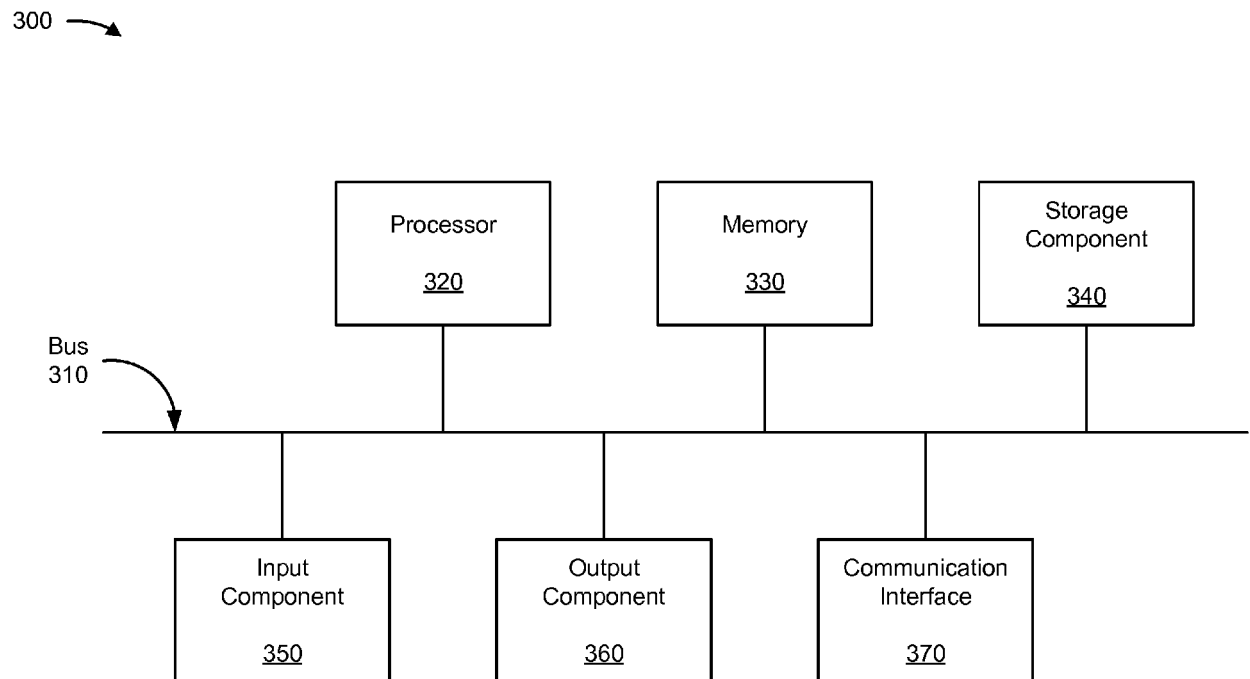 300
Processor
320
Memory
330
Storage
Component
340
Bus
310
Input
Component
350
Output
Component
360
Communication
Interface
370